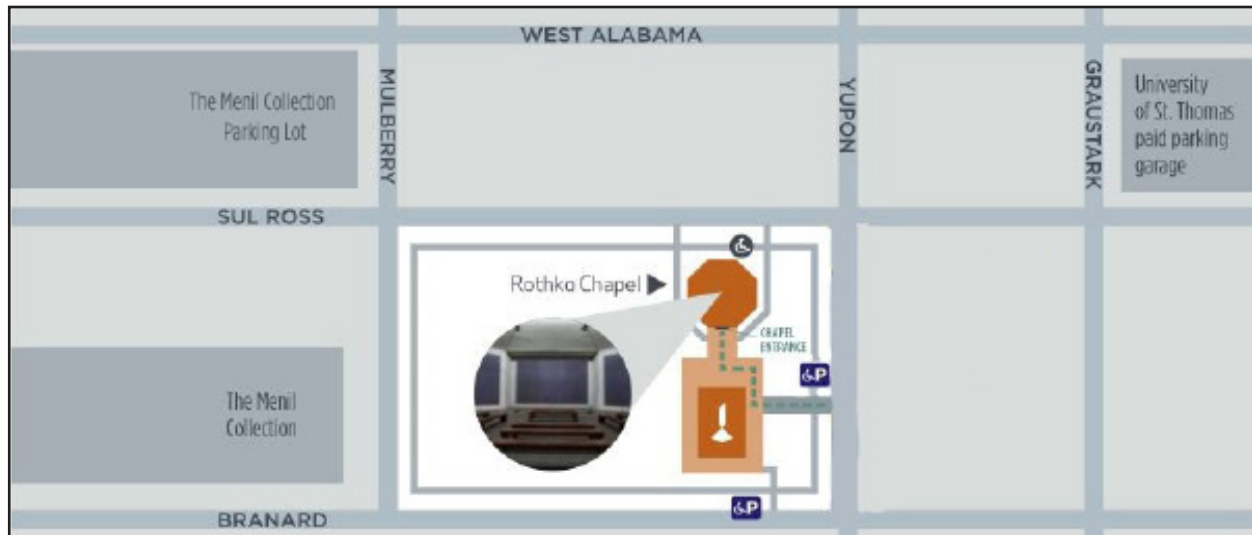 WEST ALABAMA
MULBERRY
YUPON
GRAUSTARK
The Menil Collection
Parking Lot
University
of St. Thomas
paid parking
garage
SUL ROSS
Rothko Chapel
CHAPEL
ENTRANCE
P
The Menil
Collection
P
BRANARD